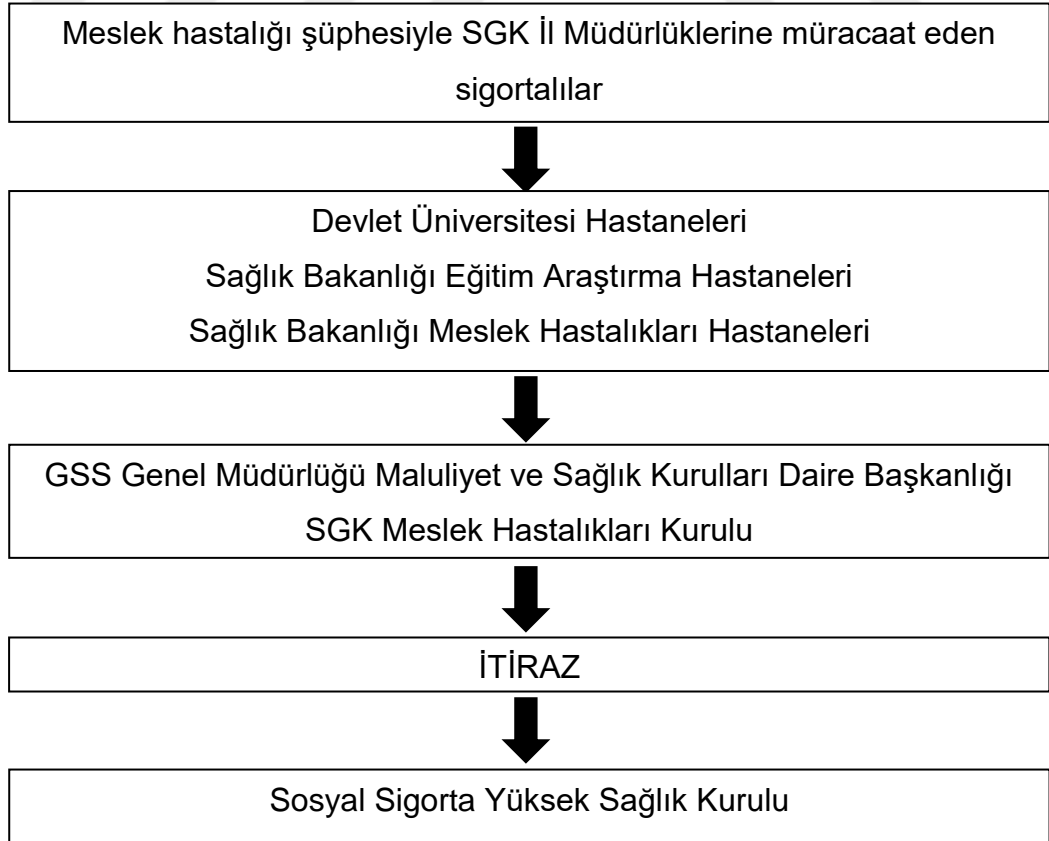 Meslek hastalığı şüphesiyle SGK İl Müdürlüklerine müracaat eden
sigortalılar
Devlet Üniversitesi Hastaneleri
Sağlık Bakanlığı Eğitim Araştırma Hastaneleri
Sağlık Bakanlığı Meslek Hastalıkları Hastaneleri
GSS Genel Müdürlüğü Maluliyet ve Sağlık Kurulları Daire Başkanlığı
SGK Meslek Hastalıkları Kurulu
İTİRAZ
Sosyal Sigorta Yüksek Sağlık Kurulu